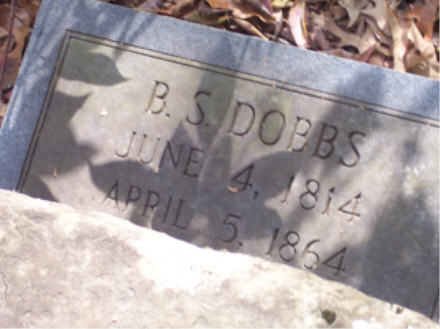 B. S. DOBBS
JUNE 4, 1814
APRIL 5, 1864